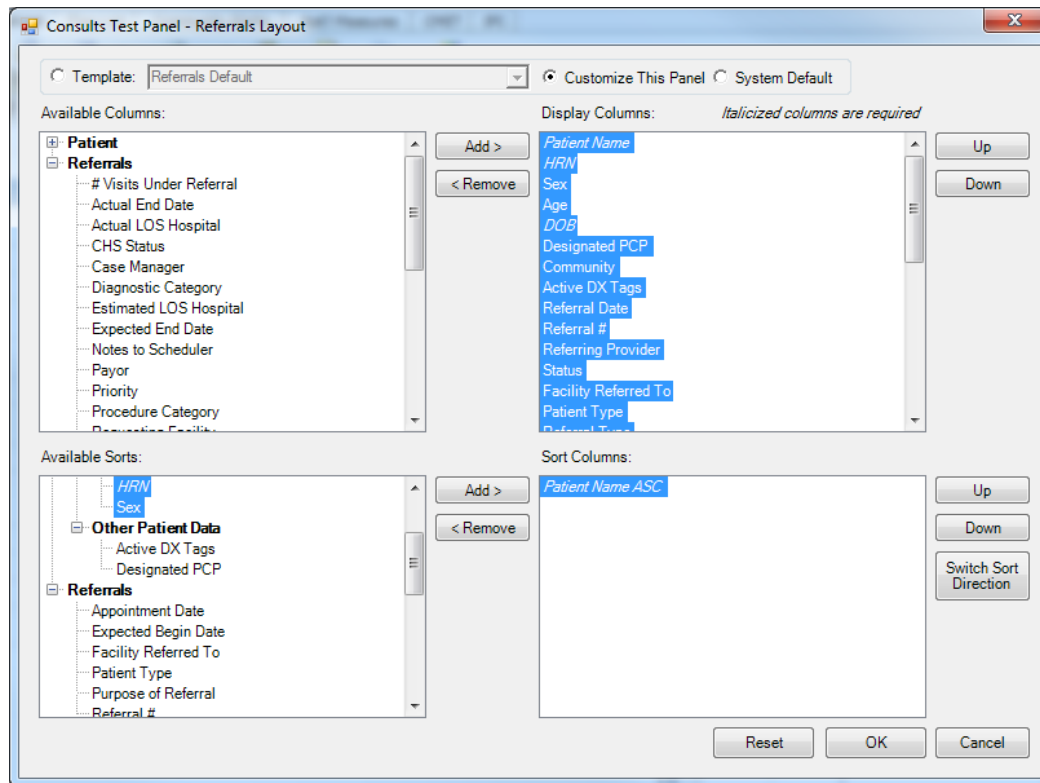 Consults Test Panel - Referrals Layout
Template: Referrals Default Customize This Panel System Default
Available Columns:
Patient
Referrals
# Visits Under Referral
Actual End Date
Actual LOS Hospital
CHS Status
Case Manager
Diagnostic Category
Estimated LOS Hospital
Expected End Date
Notes to Scheduler
Payor
Priority
Procedure Category
Requesting Facility
Add >
< Remove
Display Columns: Italicized columns are required
Patient Name
HRN
Sex
Age
DOB
Designated PCP
Community
Active DX Tags
Referral Date
Referral #
Referring Provider
Status
Facility Referred To
Patient Type
Referral Type
Up
Down
Available Sorts:
HRN
Sex
Other Patient Data
Active DX Tags
Designated PCP
Referrals
Appointment Date
Expected Begin Date
Facility Referred To
Patient Type
Purpose of Referral
Referral #
Add >
< Remove
Sort Columns:
Patient Name ASC
Up
Down
Switch Sort
Direction
Reset OK Cancel